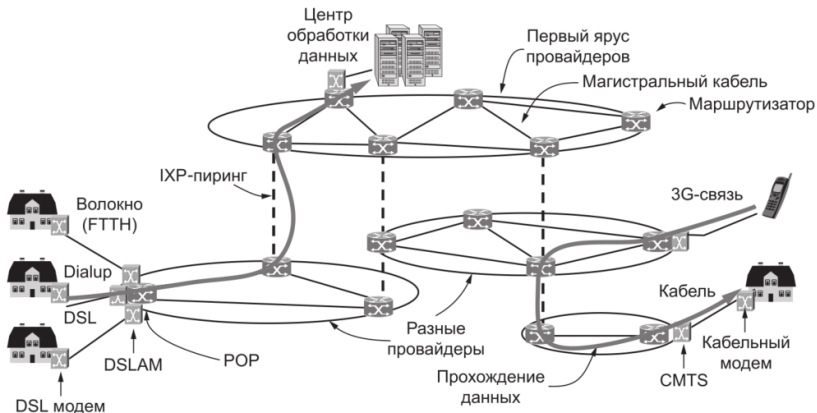 Центр
обработки
данных
Первый ярус
провайдеров
Магистральный кабель
Маршрутизатор
IXP-пиринг
3G-связь
Волокно
(FTTH)
Dialup
DSL
Кабель
Разные
провайдеры
POP
DSLAM
Кабельный
модем
CMTS
Прохождение
данных
DSL модем